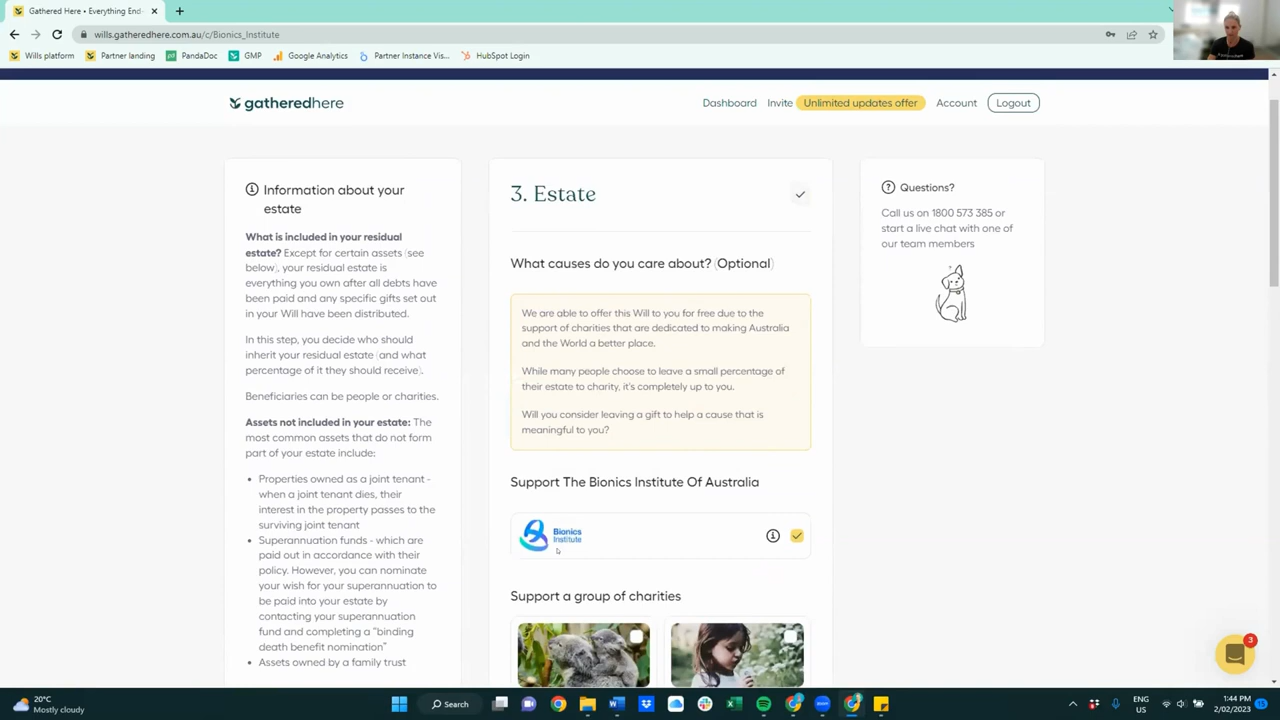 Gathered Here • Everything End-
wills.gatheredhere.com.au/c/Bionics_Institute
Wills platform
Partner landing
PandaDoc
GMP
Google Analytics
Partner Instance Vis...
HubSpot Login
gatheredhere
Dashboard
Invite
Unlimited updates offer
Account
Logout
Information about your
estate
What is included in your residual
estate? Except for certain assets (see
below), your residual estate is
everything you own after all debts have
been paid and any specific gifts set out
in your Will have been distributed.
In this step, you decide who should
inherit your residual estate (and what
percentage of it they should receive).
Beneficiaries can be people or charities.
Assets not included in your estate: The
most common assets that do not form
part of your estate include:
• Properties owned as a joint tenant -
when a joint tenant dies, their
interest in the property passes to the
surviving joint tenant
• Superannuation funds - which are
paid out in accordance with their
policy. However, you can nominate
your wish for your superannuation to
be paid into your estate by
contacting your superannuation
fund and completing a "binding
death benefit nomination"
• Assets owned by a family trust
3. Estate
What causes do you care about? (Optional)
We are able to offer this Will to you for free due to the
support of charities that are dedicated to making Australia
and the World a better place.
While many people choose to leave a small percentage of
their estate to charity, it's completely up to you.
Will you consider leaving a gift to help a cause that is
meaningful to you?
Support The Bionics Institute Of Australia
Bionics
Institute
Support a group of charities
Questions?
Call us on 1800 573 385 or
start a live chat with one of
our team members
3
20°C
Mostly cloudy
Search
ENG
US
1:44 PM
2/02/2023